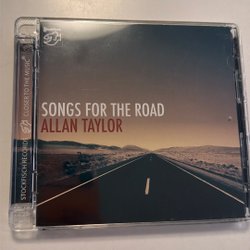 SONGS FOR THE ROAD
ALLAN TAYLOR
STOCKFISCH RECORDS
CLOSER TO THE MUSIC